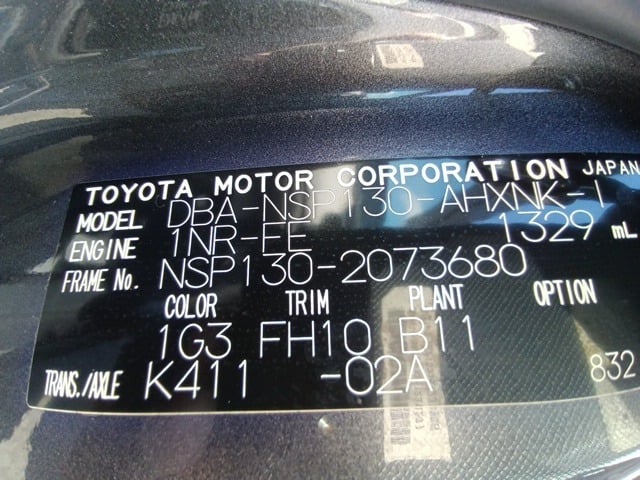 TOYOTA MOTOR CORPORATION JAPAN
MODEL DBA-NSP130-AHXNK-I
ENGINE 1NR-FE 1329 mL
FRAME No. NSP130-2073680
COLOR TRIM PLANT OPTION
1G3 FH10 B11
TRANS./AXLE K411 -02A 832